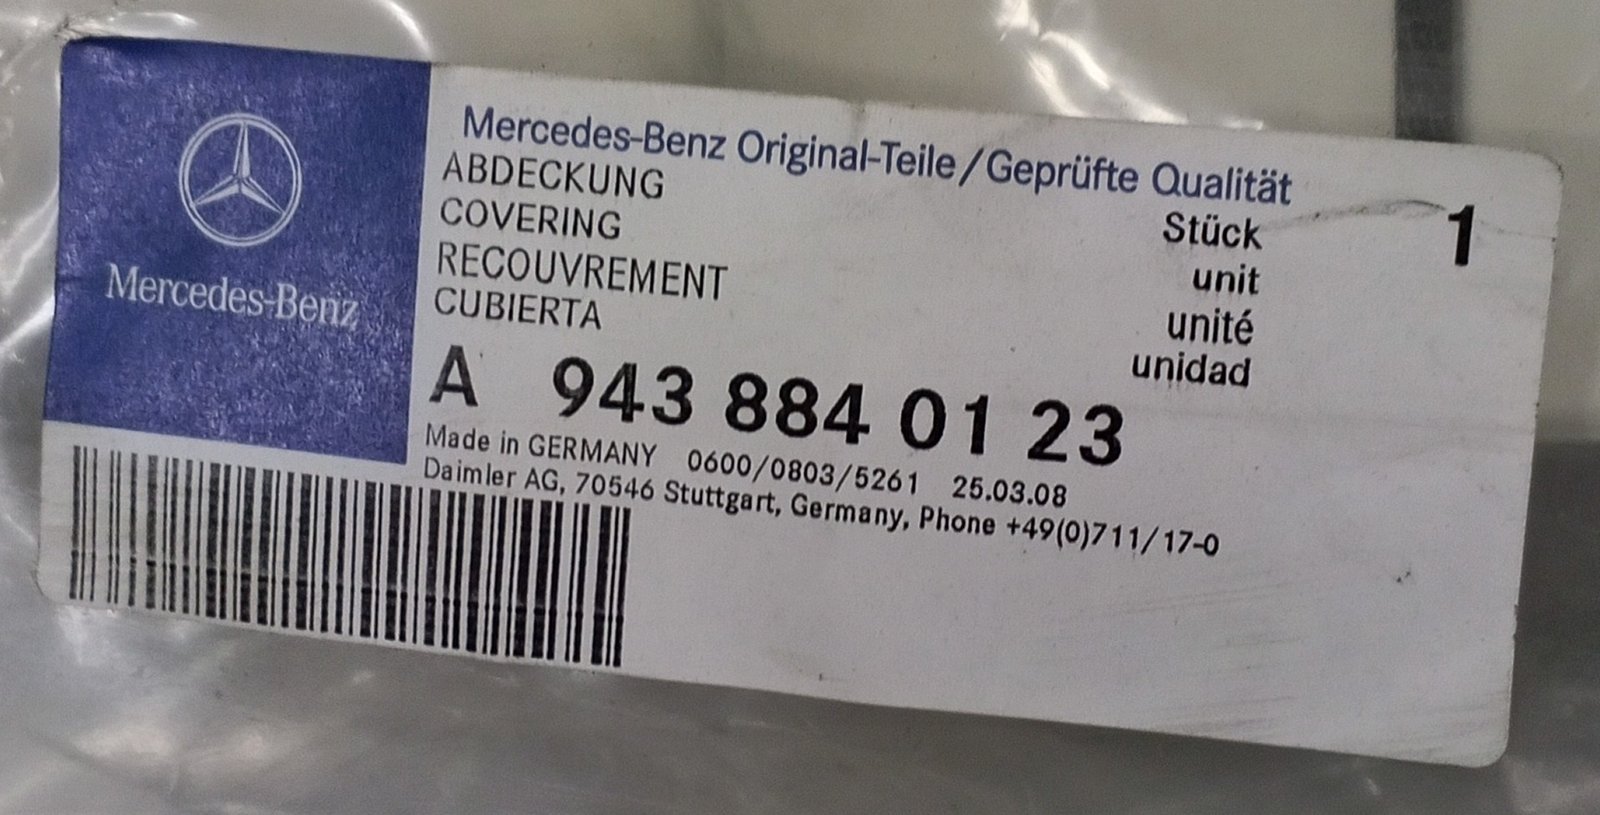 Mercedes-Benz
Mercedes-Benz Original-Teile/Geprüfte Qualität
ABDECKUNG
COVERING
RECOUVREMENT
CUBIERTA
Stück 1
unit
unité
unidad
A 943 884 01 23
Made in GERMANY 0600/0803/5261 25.03.08
Daimler AG, 70546 Stuttgart, Germany, Phone +49(0)711/17-0